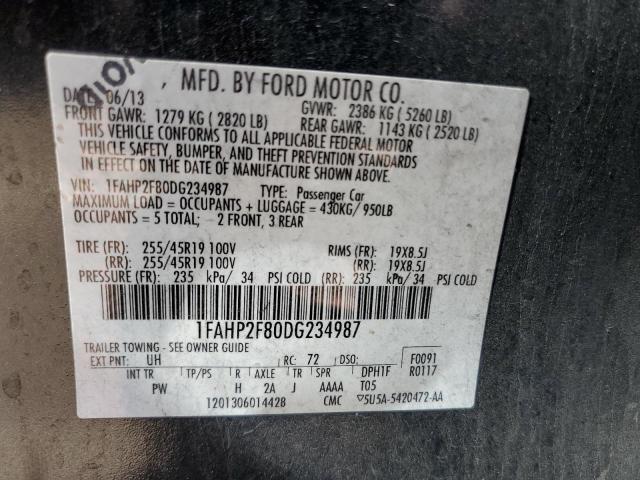 VOID
MFD. BY FORD MOTOR CO.
DATE: 06/13
GVWR: 2386 KG ( 5260 LB)
FRONT GAWR: 1279 KG ( 2820 LB)
REAR GAWR: 1143 KG ( 2520 LB)
THIS VEHICLE CONFORMS TO ALL APPLICABLE FEDERAL MOTOR
VEHICLE SAFETY, BUMPER, AND THEFT PREVENTION STANDARDS
IN EFFECT ON THE DATE OF MANUFACTURE SHOWN ABOVE.
VIN: 1FAHP2F80DG234987 TYPE: Passenger Car
MAXIMUM LOAD = OCCUPANTS + LUGGAGE = 430KG/ 950LB
OCCUPANTS = 5 TOTAL; - 2 FRONT, 3 REAR
TIRE (FR): 255/45R19 100V RIMS (FR): 19X8.5J
(RR): 255/45R19 100V (RR): 19X8.5J
PRESSURE (FR): 235 kPa/ 34 PSI COLD (RR): 235 kPa/ 34 PSI COLD
1FAHP2F80DG234987
TRAILER TOWING - SEE OWNER GUIDE
EXT PNT: UH RC: 72 DSO: F0091
INT TR TP/PS R AXLE TR SPR DPH1F R0117
PW H 2A J AAAA T05
1201306014428 CMC ▽5U5A-5420472-AA